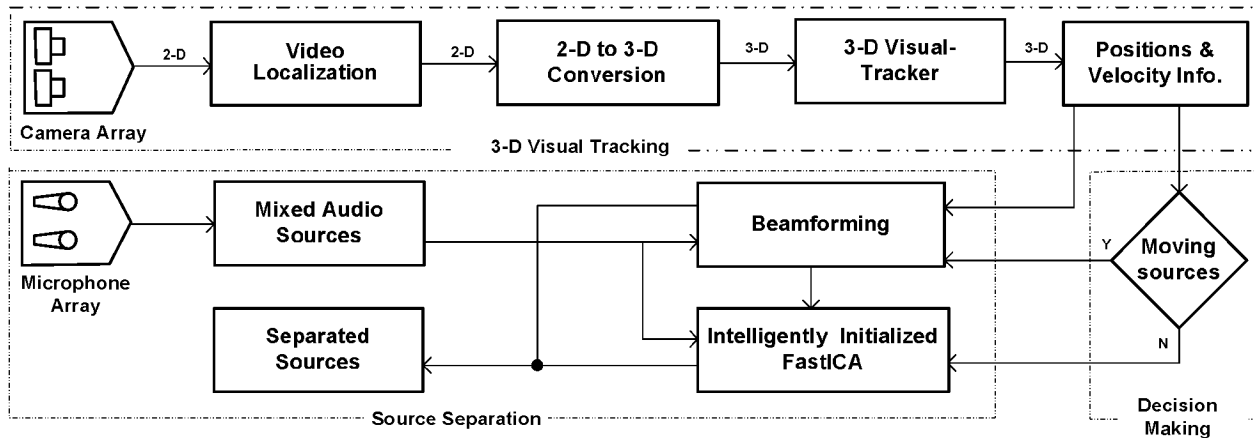 Camera Array
2-D
Video
Localization
2-D
2-D to 3-D
Conversion
3-D
3-D Visual-
Tracker
3-D
Positions &
Velocity Info.
3-D Visual Tracking
Microphone
Array
Mixed Audio
Sources
Beamforming
Y
Moving
sources
N
Separated
Sources
Intelligently Initialized
FastICA
Source Separation
Decision
Making